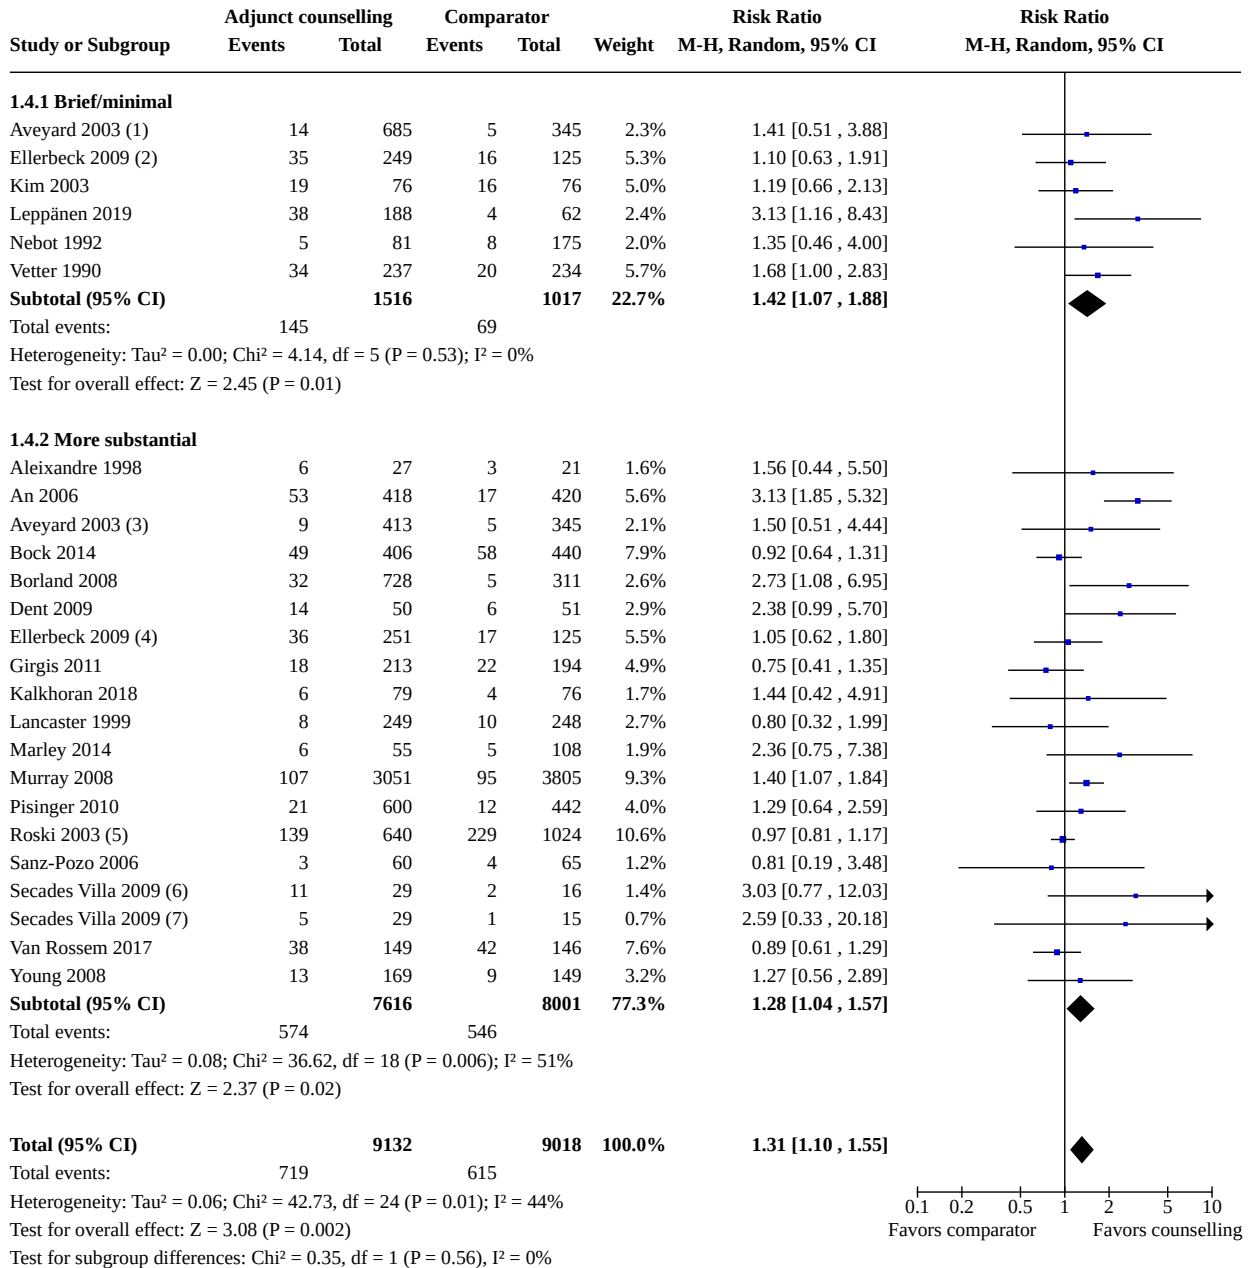 Adjunct counselling Comparator Risk Ratio Risk Ratio
Study or Subgroup Events Total Events Total Weight M-H, Random, 95% CI M-H, Random, 95% CI
1.4.1 Brief/minimal
Aveyard 2003 (1) 14 685 5 345 2.3% 1.41 [0.51 , 3.88]
Ellerbeck 2009 (2) 35 249 16 125 5.3% 1.10 [0.63 , 1.91]
Kim 2003 19 76 16 76 5.0% 1.19 [0.66 , 2.13]
Leppänen 2019 38 188 4 62 2.4% 3.13 [1.16 , 8.43]
Nebot 1992 5 81 8 175 2.0% 1.35 [0.46 , 4.00]
Vetter 1990 34 237 20 234 5.7% 1.68 [1.00 , 2.83]
Subtotal (95% CI) 1516 1017 22.7% 1.42 [1.07 , 1.88]
Total events: 145 69
Heterogeneity: Tau² = 0.00; Chi² = 4.14, df = 5 (P = 0.53); I² = 0%
Test for overall effect: Z = 2.45 (P = 0.01)
1.4.2 More substantial
Aleixandre 1998 6 27 3 21 1.6% 1.56 [0.44 , 5.50]
An 2006 53 418 17 420 5.6% 3.13 [1.85 , 5.32]
Aveyard 2003 (3) 9 413 5 345 2.1% 1.50 [0.51 , 4.44]
Bock 2014 49 406 58 440 7.9% 0.92 [0.64 , 1.31]
Borland 2008 32 728 5 311 2.6% 2.73 [1.08 , 6.95]
Dent 2009 14 50 6 51 2.9% 2.38 [0.99 , 5.70]
Ellerbeck 2009 (4) 36 251 17 125 5.5% 1.05 [0.62 , 1.80]
Girgis 2011 18 213 22 194 4.9% 0.75 [0.41 , 1.35]
Kalkhoran 2018 6 79 4 76 1.7% 1.44 [0.42 , 4.91]
Lancaster 1999 8 249 10 248 2.7% 0.80 [0.32 , 1.99]
Marley 2014 6 55 5 108 1.9% 2.36 [0.75 , 7.38]
Murray 2008 107 3051 95 3805 9.3% 1.40 [1.07 , 1.84]
Pisinger 2010 21 600 12 442 4.0% 1.29 [0.64 , 2.59]
Roski 2003 (5) 139 640 229 1024 10.6% 0.97 [0.81 , 1.17]
Sanz-Pozo 2006 3 60 4 65 1.2% 0.81 [0.19 , 3.48]
Secades Villa 2009 (6) 11 29 2 16 1.4% 3.03 [0.77 , 12.03]
Secades Villa 2009 (7) 5 29 1 15 0.7% 2.59 [0.33 , 20.18]
Van Rossem 2017 38 149 42 146 7.6% 0.89 [0.61 , 1.29]
Young 2008 13 169 9 149 3.2% 1.27 [0.56 , 2.89]
Subtotal (95% CI) 7616 8001 77.3% 1.28 [1.04 , 1.57]
Total events: 574 546
Heterogeneity: Tau² = 0.08; Chi² = 36.62, df = 18 (P = 0.006); I² = 51%
Test for overall effect: Z = 2.37 (P = 0.02)
Total (95% CI) 9132 9018 100.0% 1.31 [1.10 , 1.55]
Total events: 719 615
Heterogeneity: Tau² = 0.06; Chi² = 42.73, df = 24 (P = 0.01); I² = 44%
0.1 0.2 0.5 1 2 5 10
Test for overall effect: Z = 3.08 (P = 0.002)
Favors comparator Favors counselling
Test for subgroup differences: Chi² = 0.35, df = 1 (P = 0.56), I² = 0%